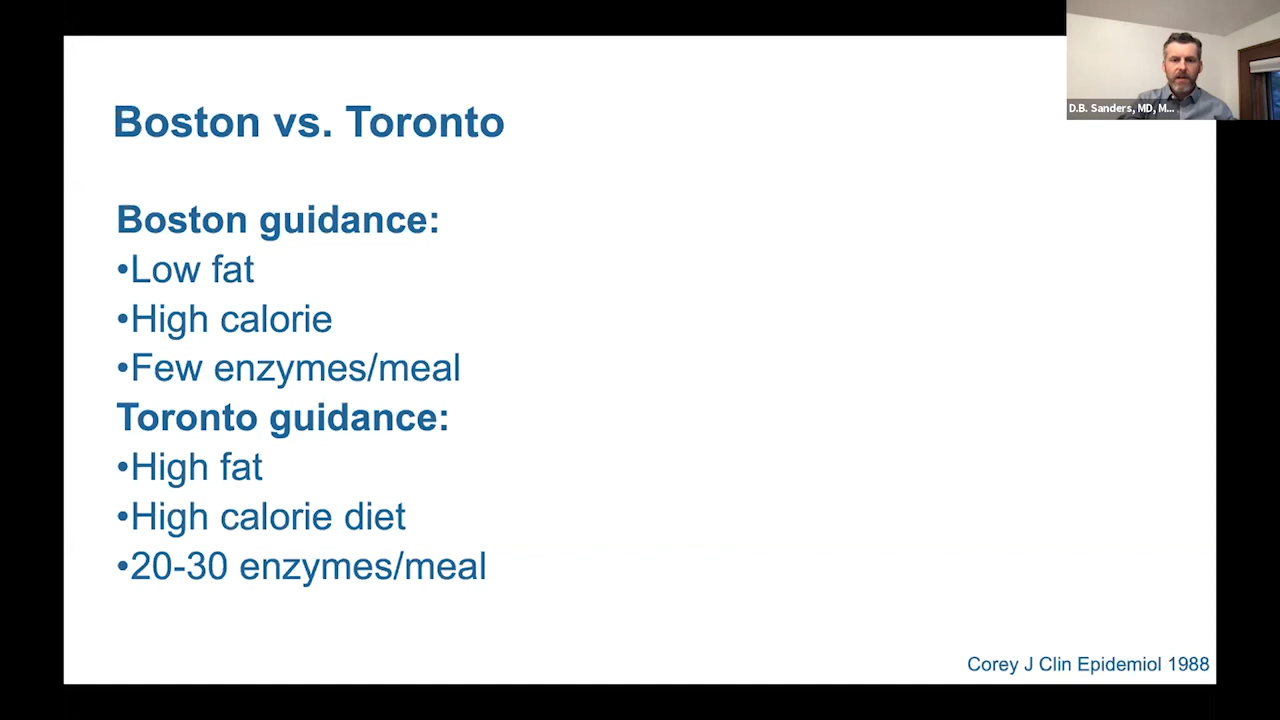 Boston vs. Toronto
Boston guidance:
•Low fat
•High calorie
•Few enzymes/meal
Toronto guidance:
•High fat
•High calorie diet
•20-30 enzymes/meal
Corey J Clin Epidemiol 1988
D.B. Sanders, MD, M...